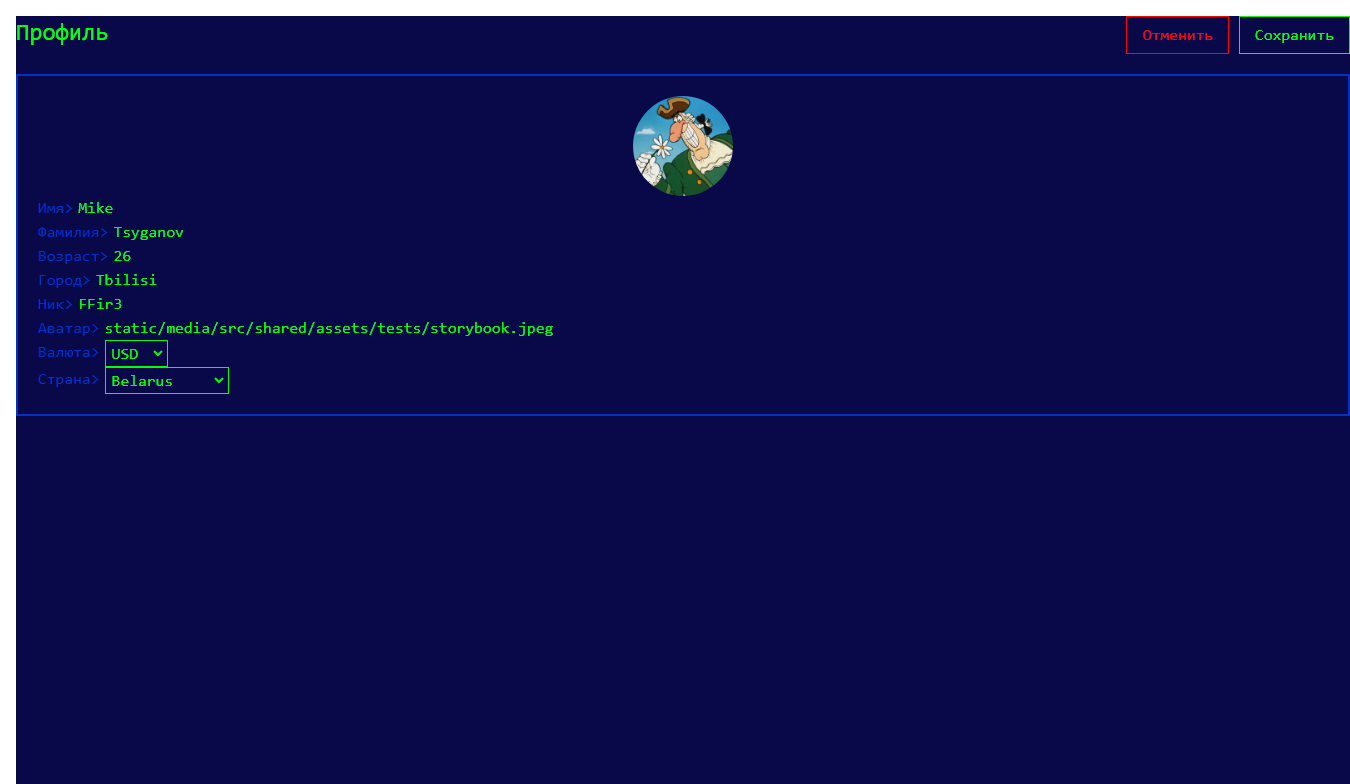 Профиль
Отменить
Сохранить
Имя> Mike
Фамилия> Tsyganov
Возраст> 26
Город> Tbilisi
Ник> FFir3
Аватар> static/media/src/shared/assets/tests/storybook.jpeg
Валюта> USD
Страна> Belarus